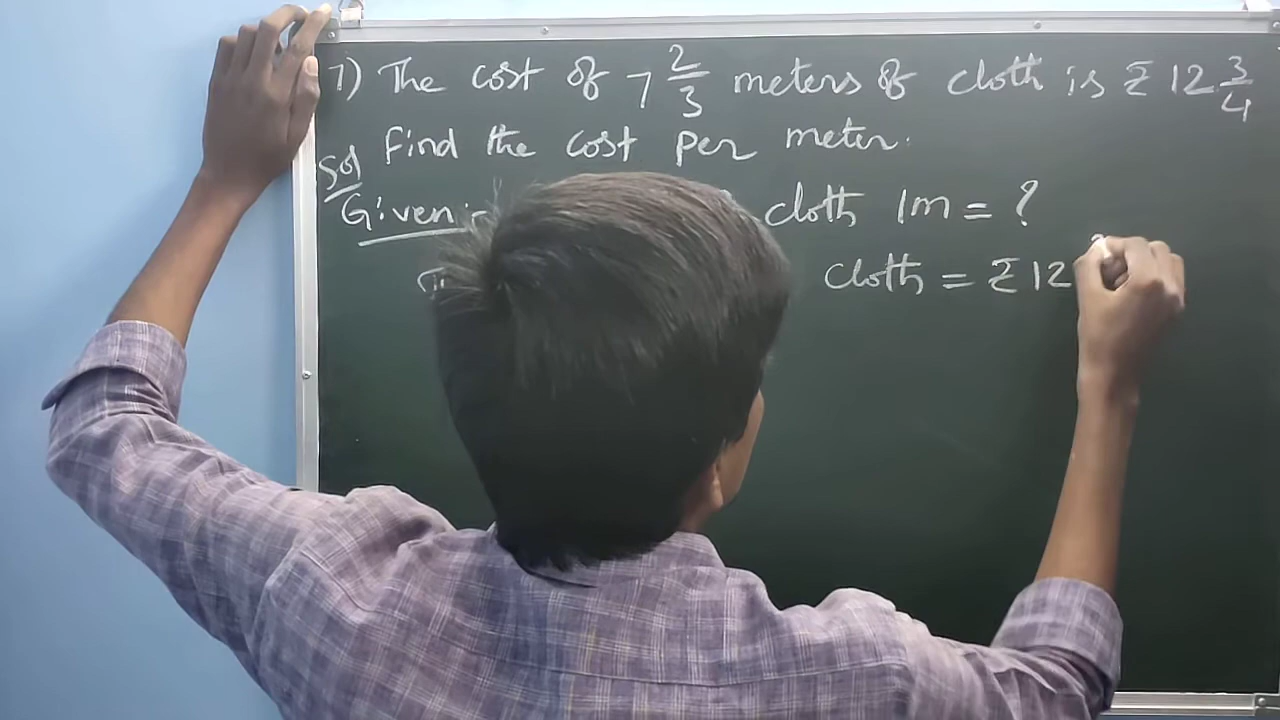 7) The cost of 7 2/3 meters of cloth is ₹ 12 3/4
Find the cost per meter.
Sol
Given :- cloth 1m = ?
cloth = ₹ 12